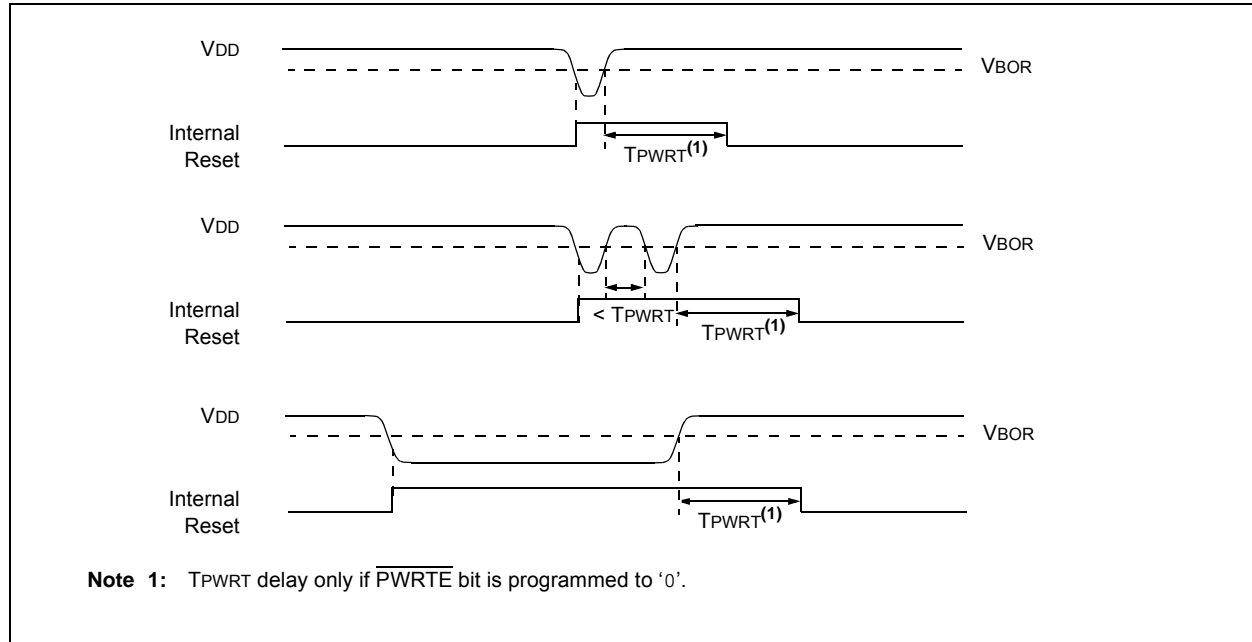 VDD
VBOR
Internal
Reset
TPWRT(1)
VDD
VBOR
Internal
Reset
< TPWRT
TPWRT(1)
VDD
VBOR
Internal
Reset
TPWRT(1)
Note 1: TPWRT delay only if PWRTE bit is programmed to ‘0’.